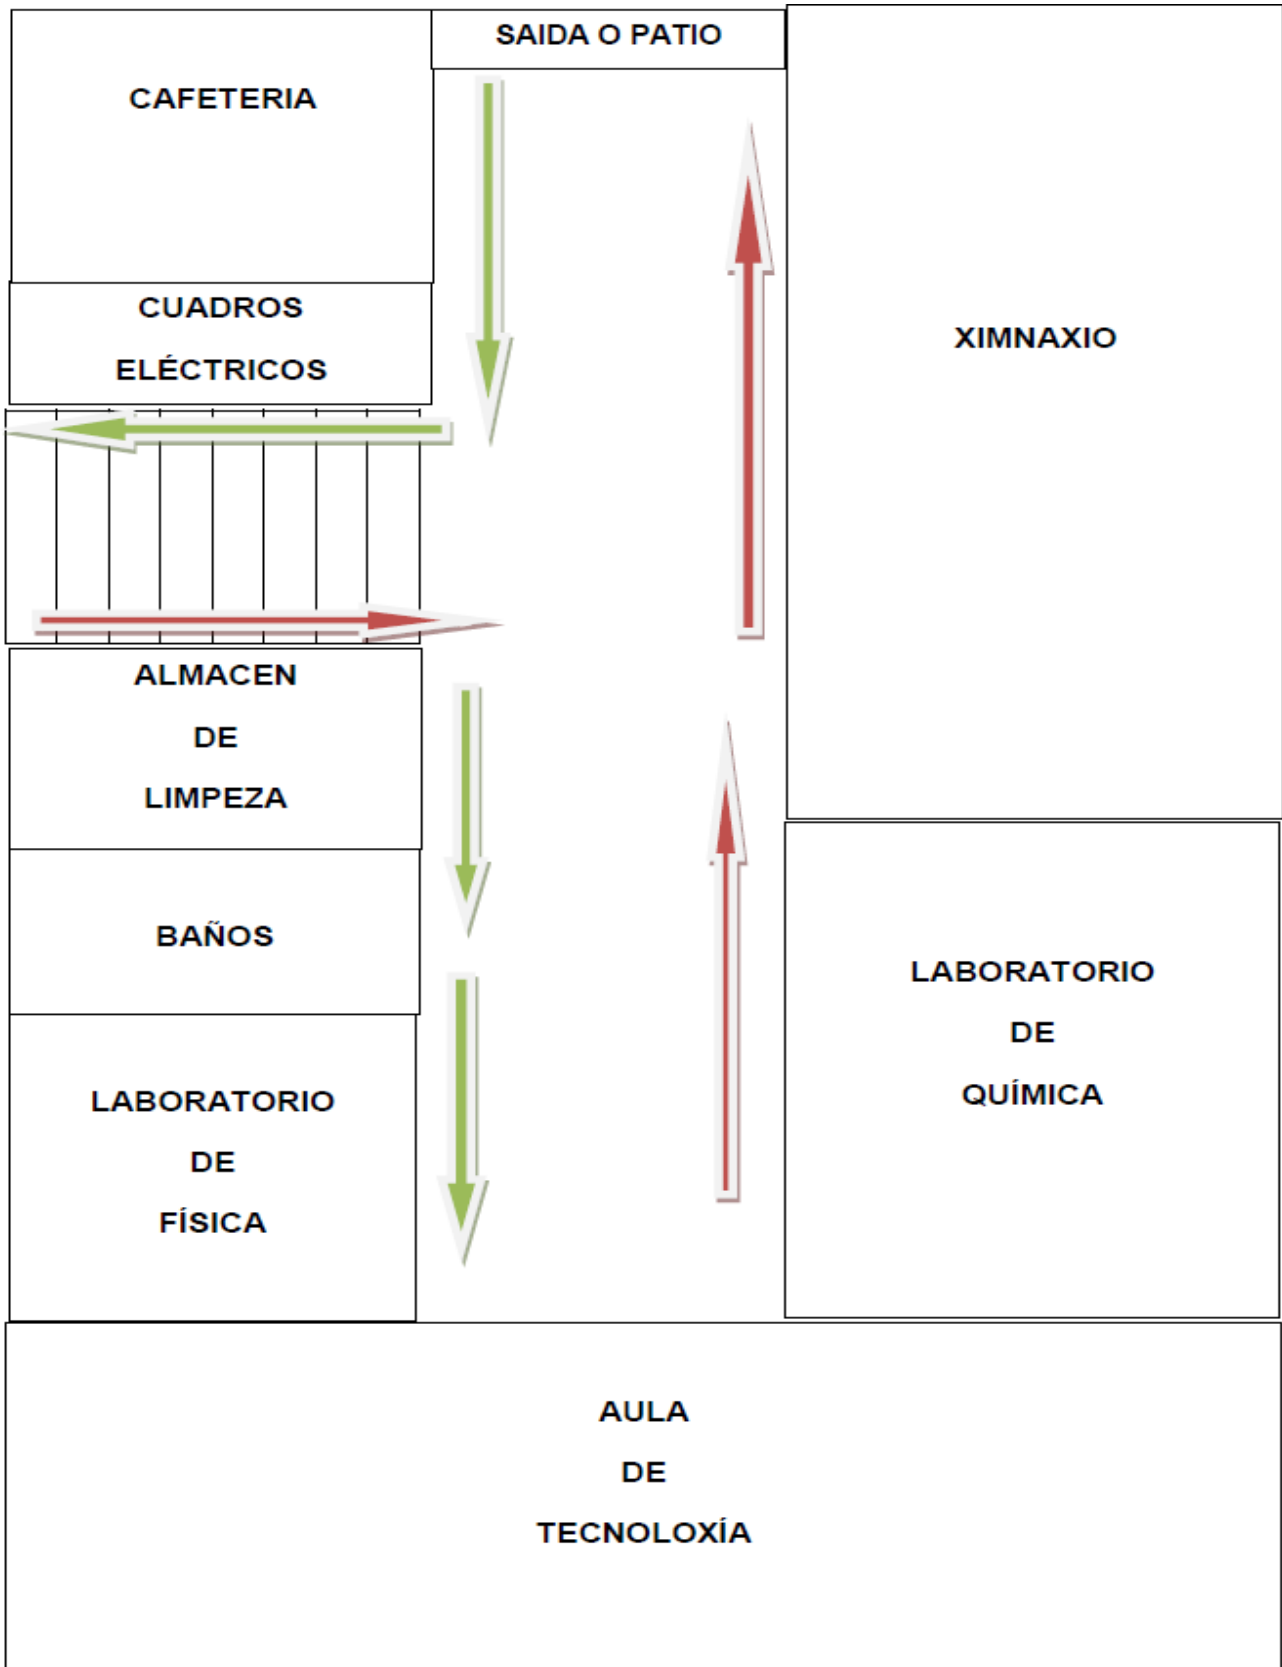 SAIDA O PATIO
CAFETERIA
CUADROS
ELÉCTRICOS
XIMNAXIO
ALMACEN
DE
LIMPEZA
BAÑOS
LABORATORIO
DE
QUÍMICA
LABORATORIO
DE
FÍSICA
AULA
DE
TECNOLOXÍA